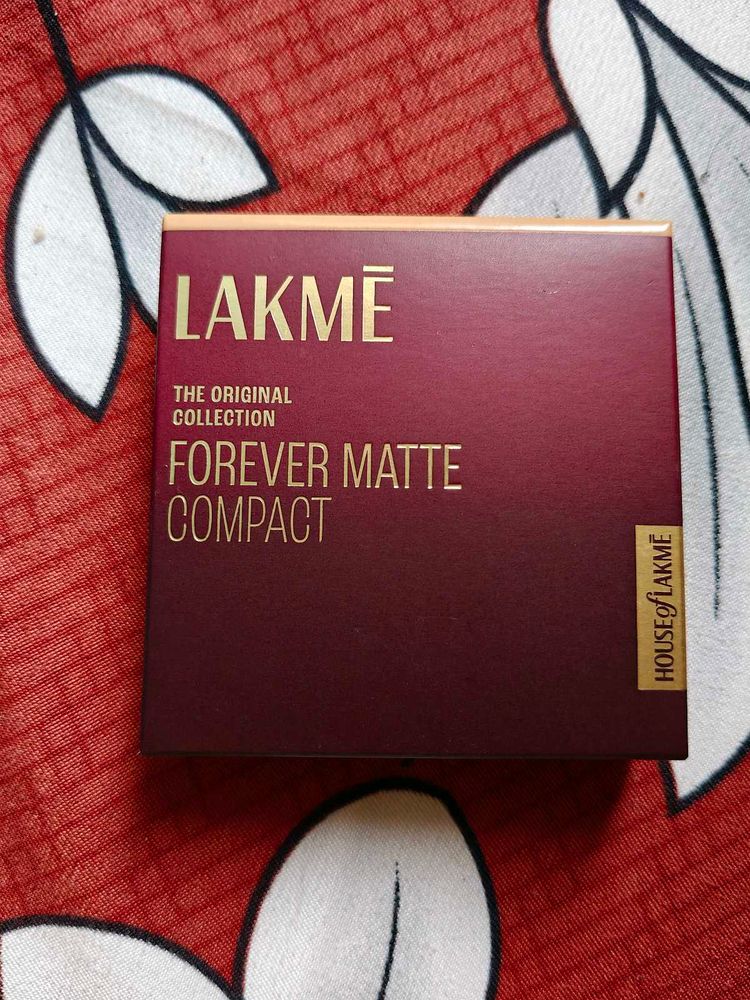 LAKMĒ
THE ORIGINAL
COLLECTION
FOREVER MATTE
COMPACT
HOUSE of LAKMĒ